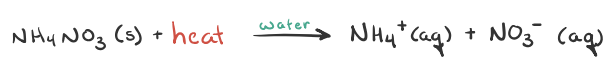 NH₄NO₃ (s) + heat —water→ NH₄⁺(aq) + NO₃⁻ (aq)